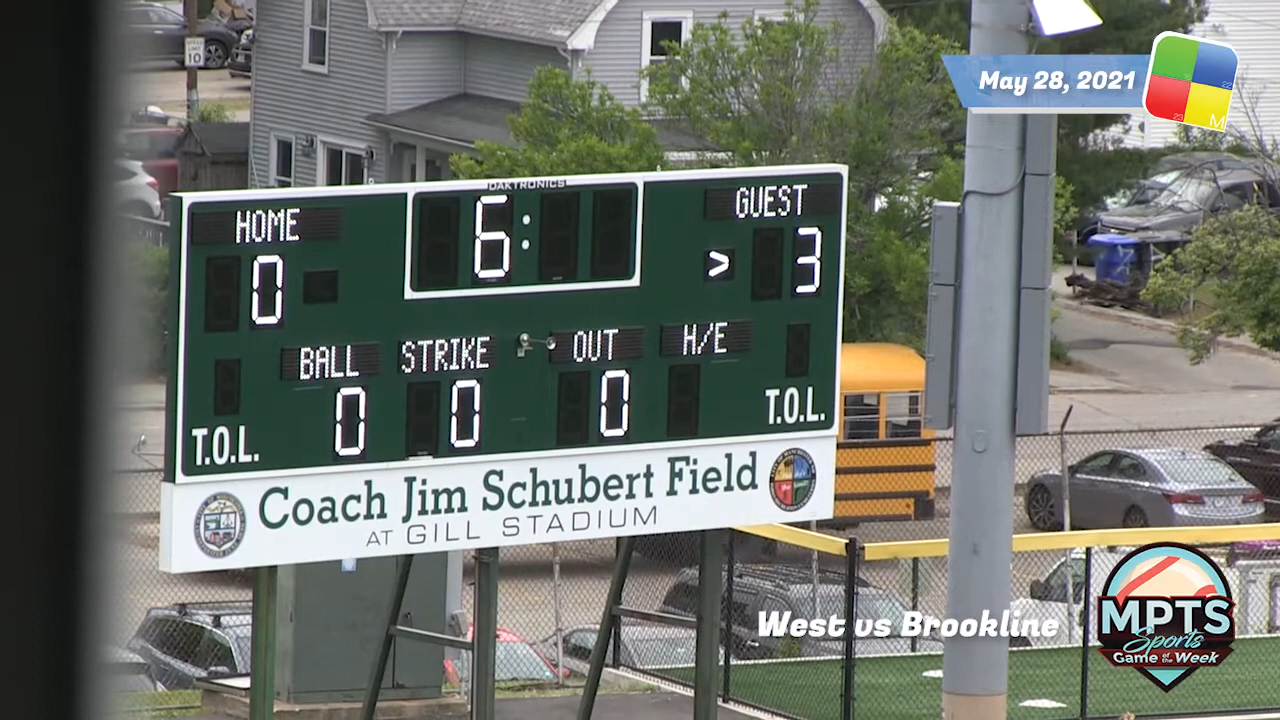 10
May 28, 2021
M
DAKTRONICS
HOME 6: GUEST
0 > 3
BALL STRIKE OUT H/E
0 0 0
T.O.L. T.O.L.
Coach Jim Schubert Field
AT GILL STADIUM
West vs Brookline
MPTS
Sports
Game of the Week